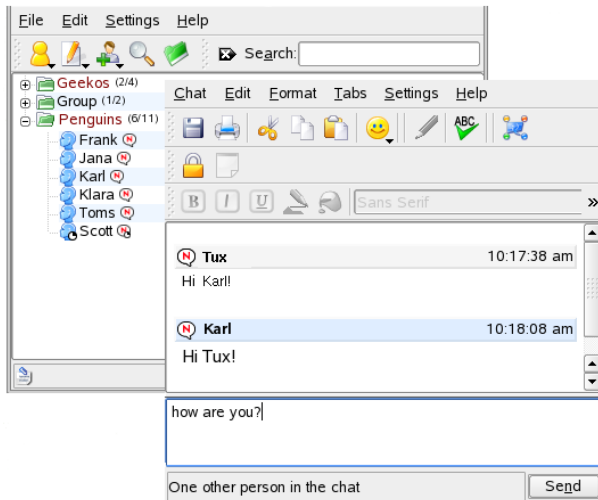 File Edit Settings Help
Search:
Geekos (2/4)
Group (1/2)
Penguins (6/11)
Frank N
Jana N
Karl N
Klara N
Toms N
Scott N
Chat Edit Format Tabs Settings Help
ABC
B I U Sans Serif »
N Tux 10:17:38 am
Hi Karl!
N Karl 10:18:08 am
Hi Tux!
how are you?
One other person in the chat Send